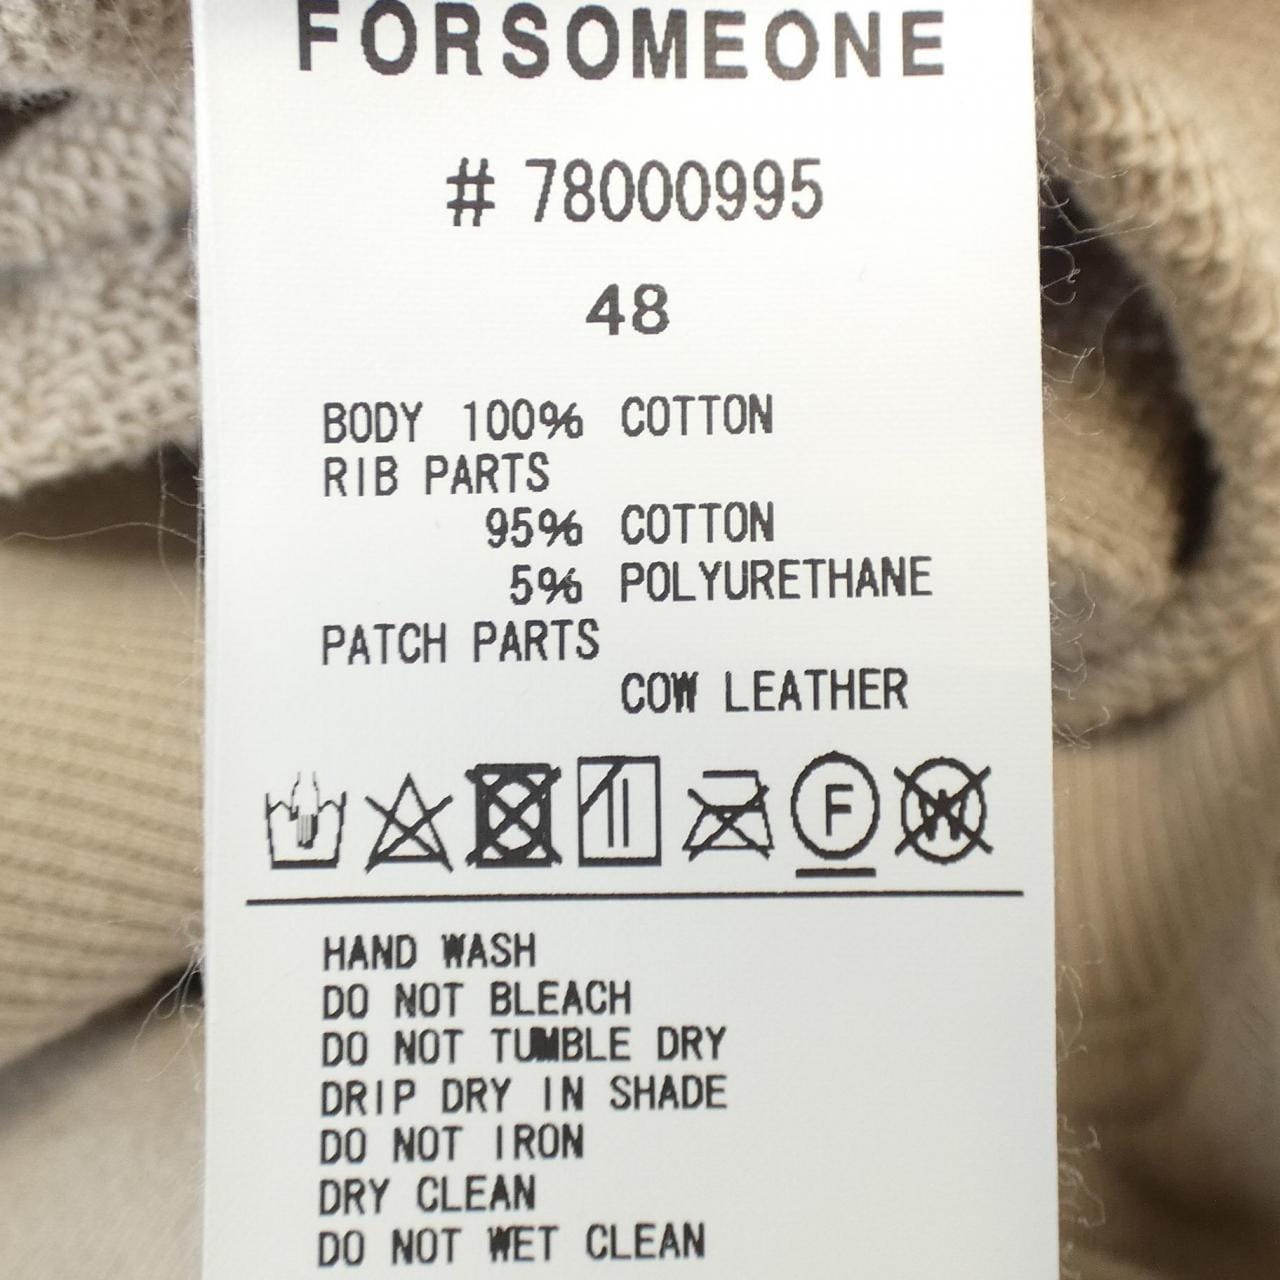 FORSOMEONE
# 78000995
48
BODY 100% COTTON
RIB PARTS
95% COTTON
5% POLYURETHANE
PATCH PARTS
COW LEATHER
F W
HAND WASH
DO NOT BLEACH
DO NOT TUMBLE DRY
DRIP DRY IN SHADE
DO NOT IRON
DRY CLEAN
DO NOT WET CLEAN